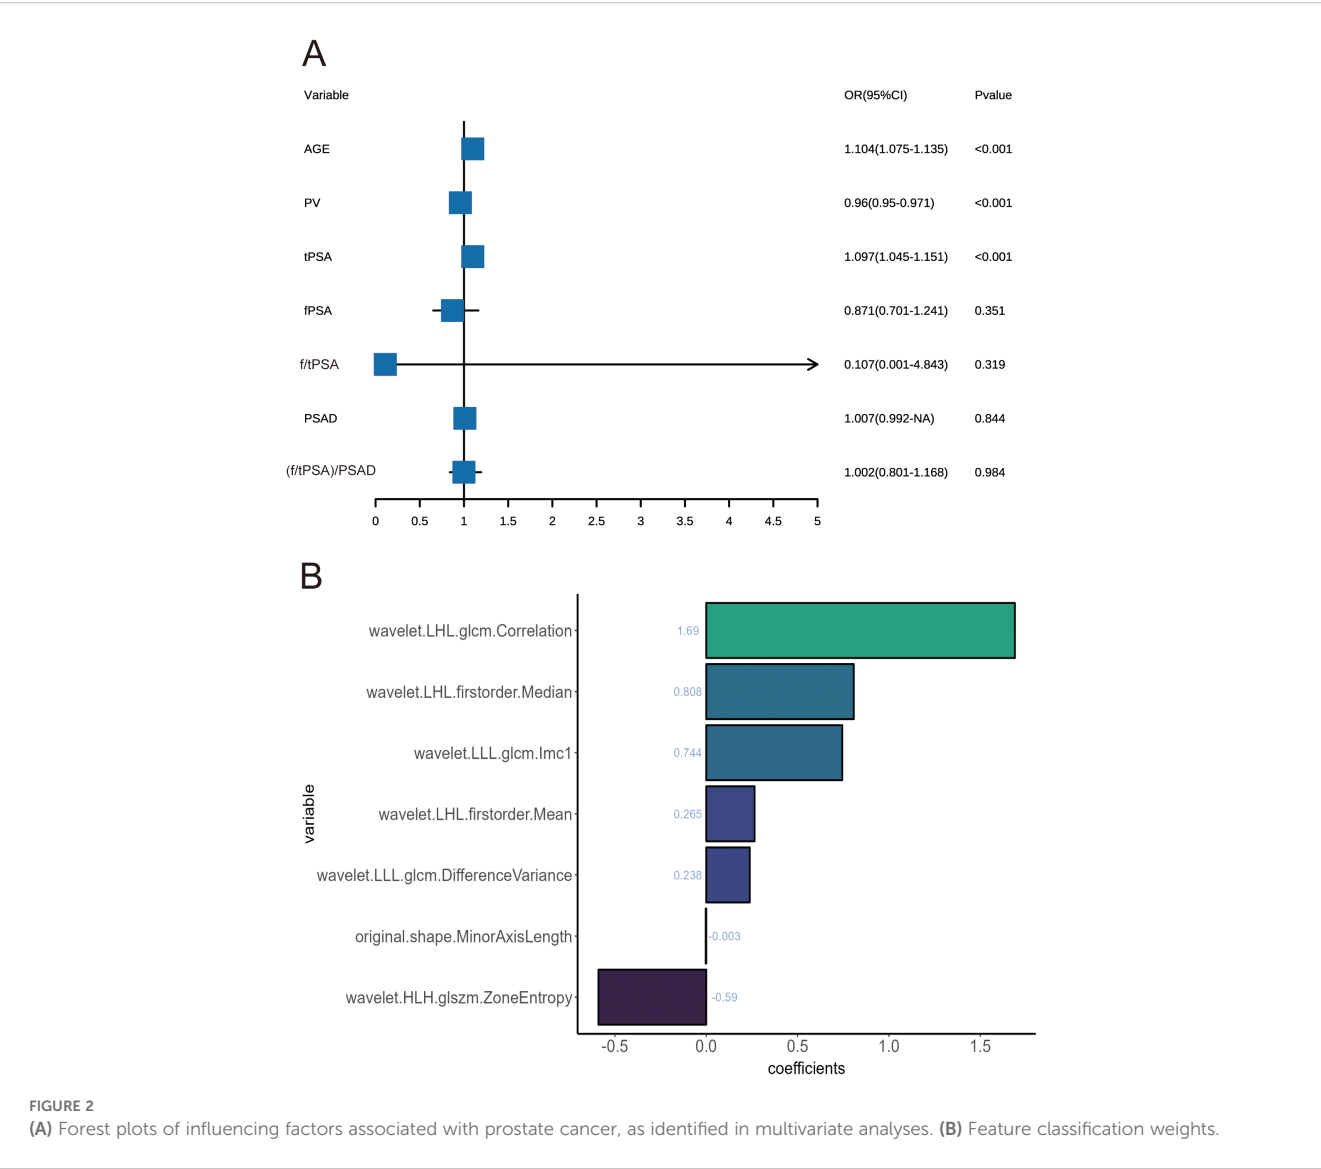 A
Variable OR(95%CI) Pvalue
AGE 1.104(1.075-1.135) <0.001
PV 0.96(0.95-0.971) <0.001
tPSA 1.097(1.045-1.151) <0.001
fPSA 0.871(0.701-1.241) 0.351
f/tPSA 0.107(0.001-4.843) 0.319
PSAD 1.007(0.992-NA) 0.844
(f/tPSA)/PSAD 1.002(0.801-1.168) 0.984
0 0.5 1 1.5 2 2.5 3 3.5 4 4.5 5
B
wavelet.LHL.glcm.Correlation 1.69
wavelet.LHL.firstorder.Median 0.808
wavelet.LLL.glcm.Imc1 0.744
variable
wavelet.LHL.firstorder.Mean 0.265
wavelet.LLL.glcm.DifferenceVariance 0.238
original.shape.MinorAxisLength -0.003
wavelet.HLH.glszm.ZoneEntropy -0.59
-0.5 0.0 0.5 1.0 1.5
coefficients
FIGURE 2
(A) Forest plots of influencing factors associated with prostate cancer, as identified in multivariate analyses. (B) Feature classification weights.